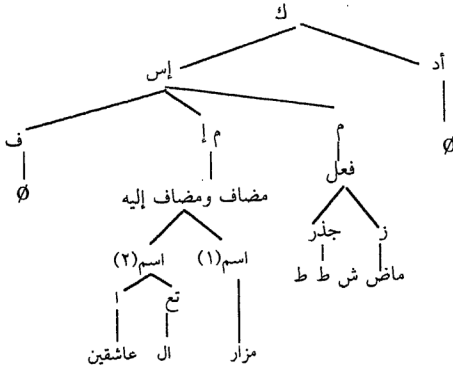 ك
أد إس
Ø م م إ ف
فعل Ø
مضاف ومضاف إليه
ز جذر
اسم(١) اسم(٢)
ماض ش ط ط
تع ا
مزار ال عاشقين